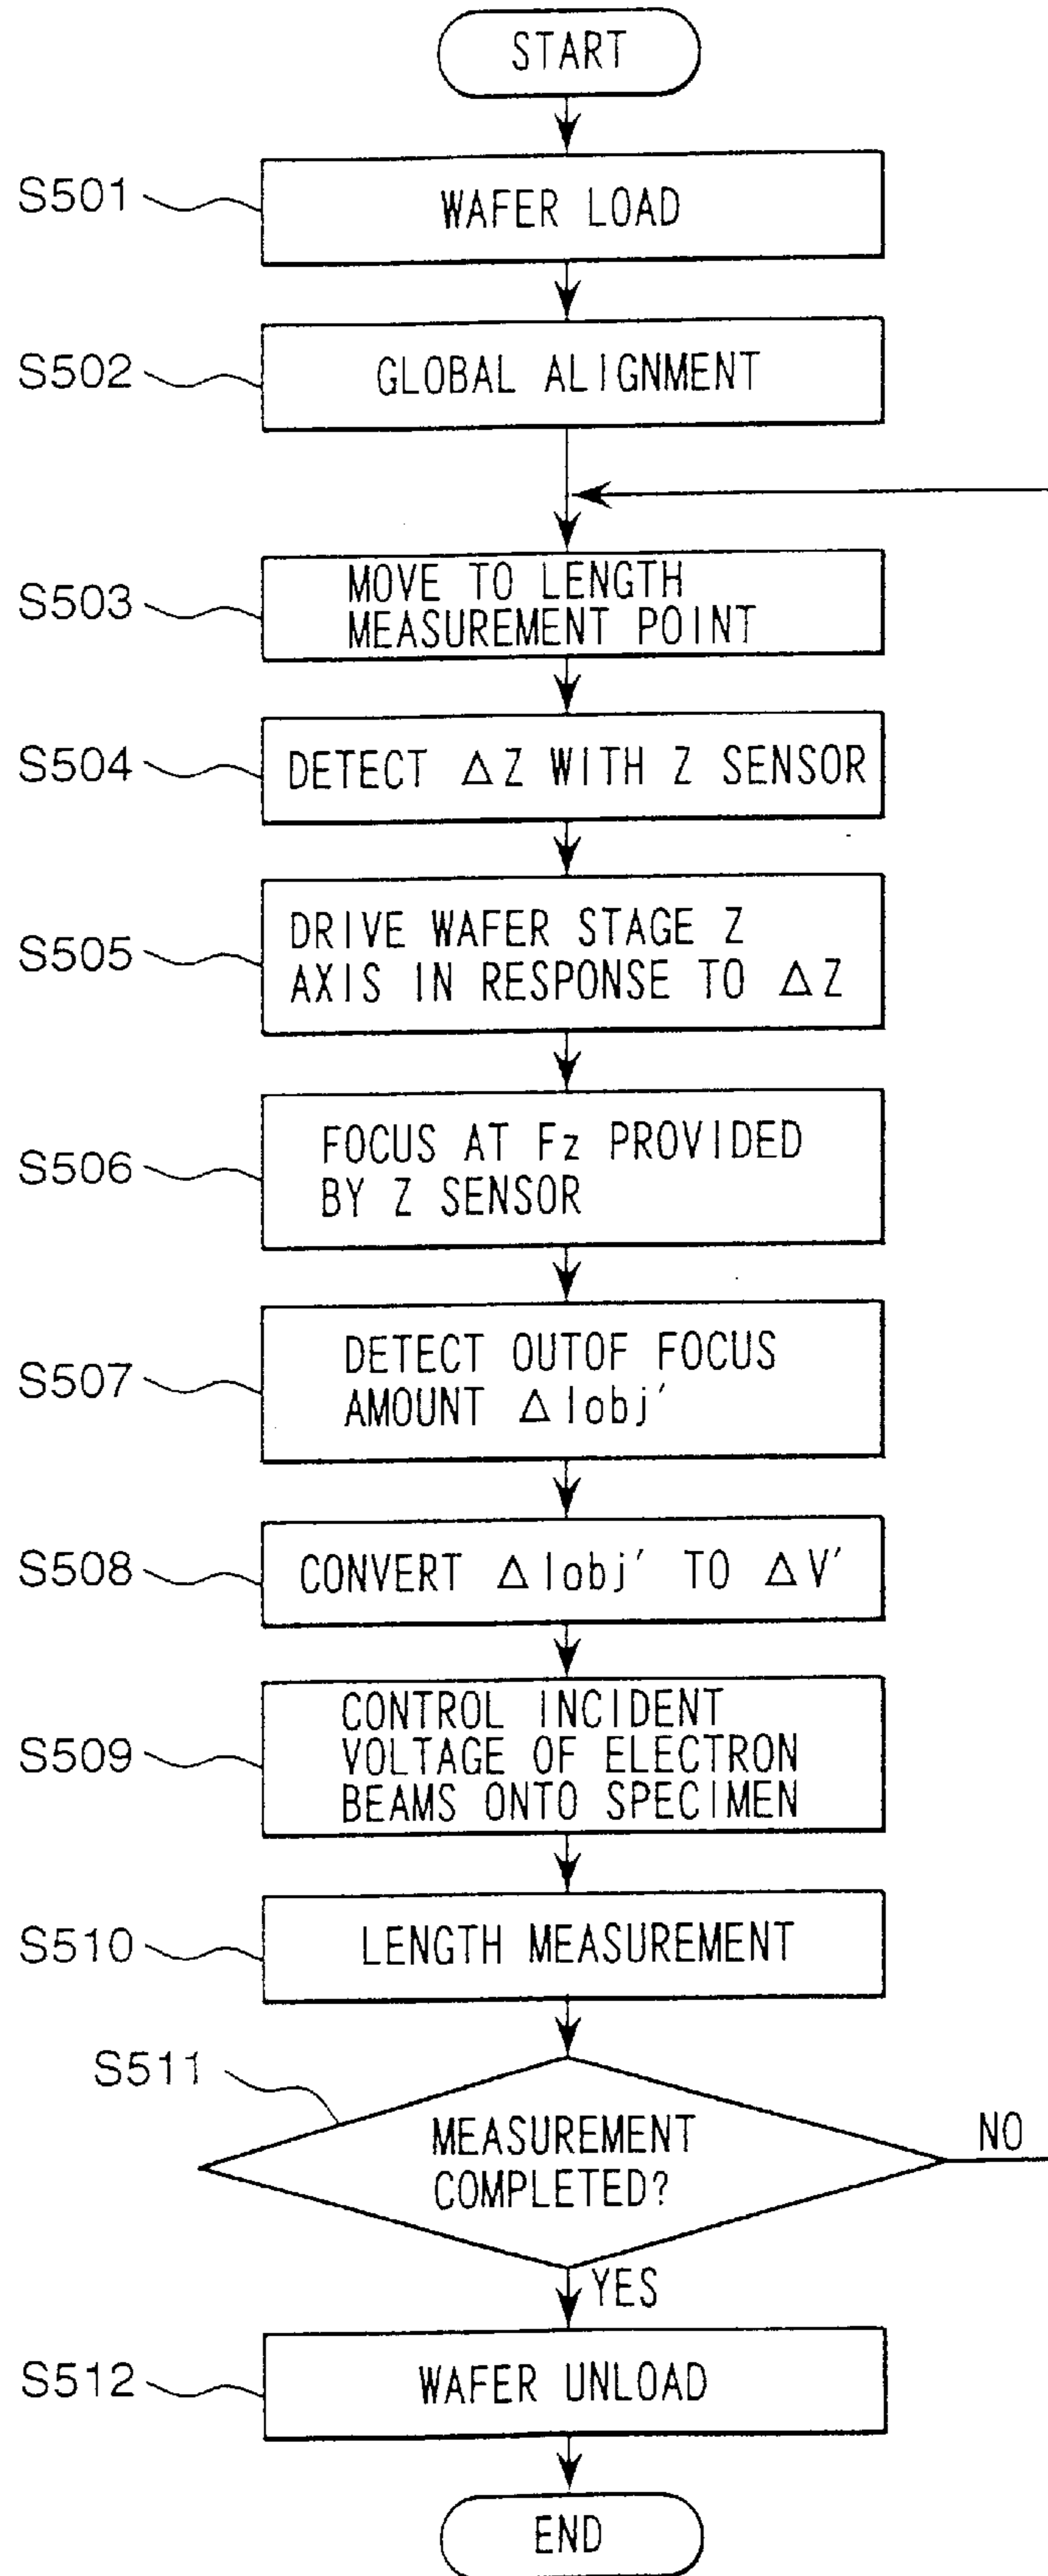 START
S501
WAFER LOAD
S502
GLOBAL ALIGNMENT
S503
MOVE TO LENGTH
MEASUREMENT POINT
S504
DETECT ΔZ WITH Z SENSOR
S505
DRIVE WAFER STAGE Z
AXIS IN RESPONSE TO ΔZ
S506
FOCUS AT Fz PROVIDED
BY Z SENSOR
S507
DETECT OUTOF FOCUS
AMOUNT ΔIobj′
S508
CONVERT ΔIobj′ TO ΔV′
S509
CONTROL INCIDENT
VOLTAGE OF ELECTRON
BEAMS ONTO SPECIMEN
S510
LENGTH MEASUREMENT
S511
MEASUREMENT
COMPLETED?
NO
YES
S512
WAFER UNLOAD
END